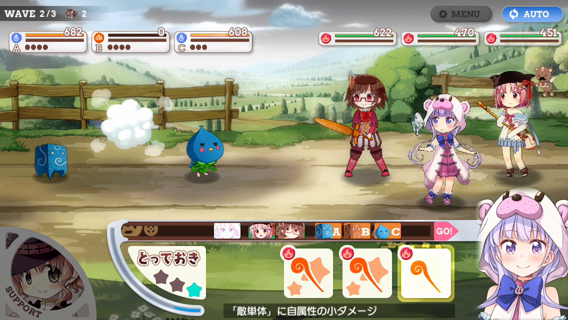 WAVE 2/3 2
MENU
AUTO
682
A
0
B
608
C
622
470
451
A B C GO!
とっておき
SUPPORT
「敵単体」に自属性の小ダメージ